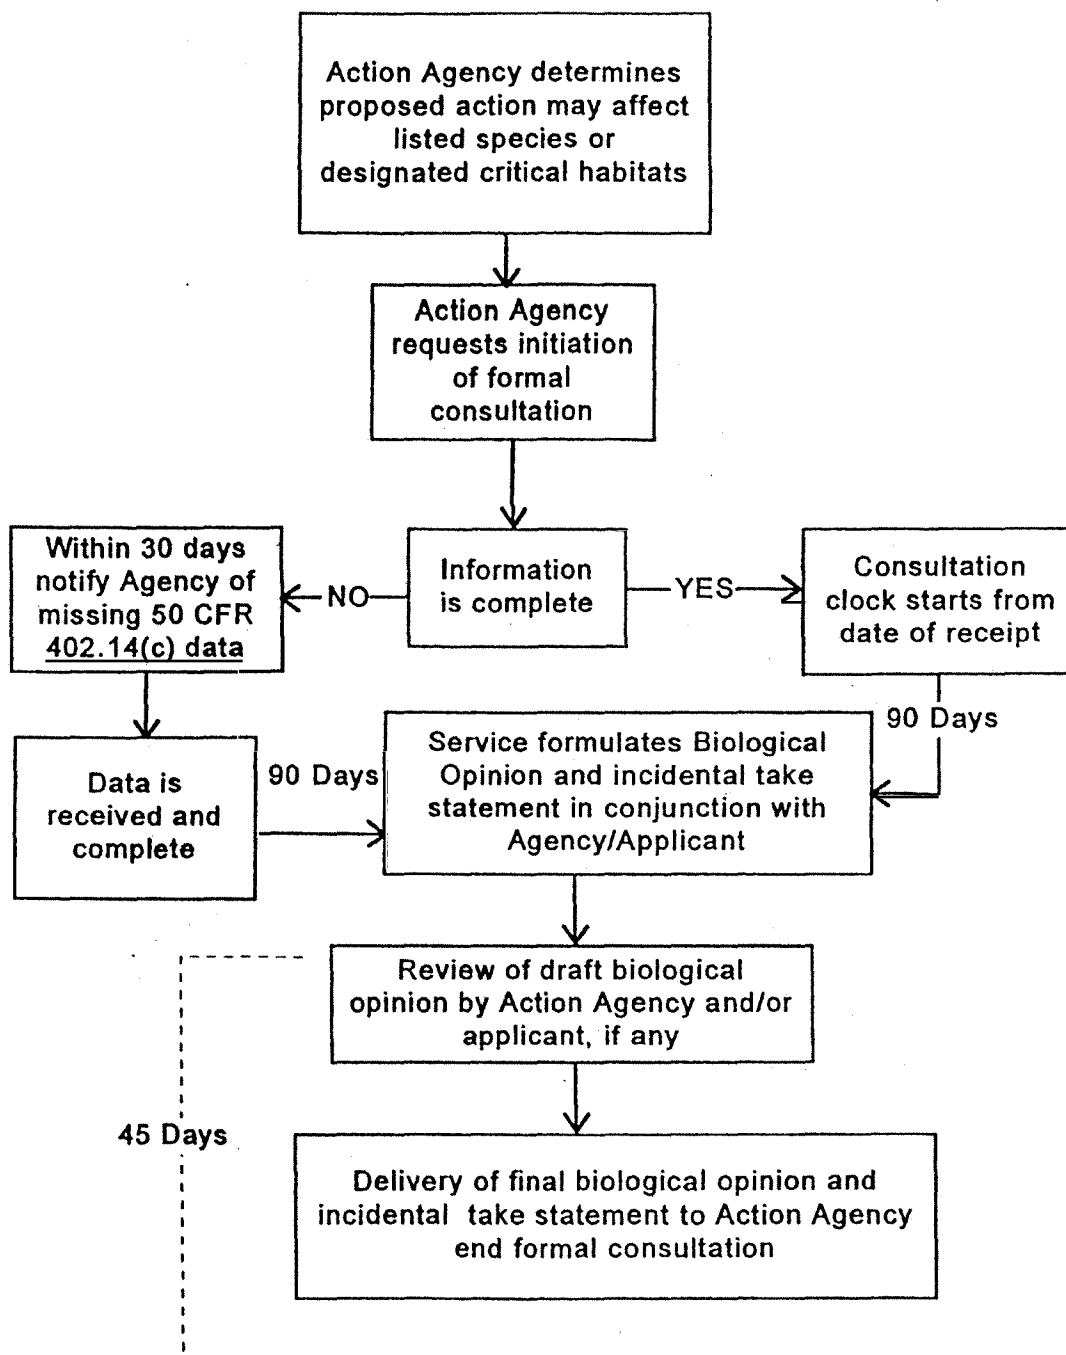 Action Agency determines
proposed action may affect
listed species or
designated critical habitats
Action Agency
requests initiation
of formal
consultation
Within 30 days
notify Agency of
missing 50 CFR
402.14(c) data
NO
Information
is complete
YES
Consultation
clock starts from
date of receipt
90 Days
Data is
received and
complete
90 Days
Service formulates Biological
Opinion and incidental take
statement in conjunction with
Agency/Applicant
Review of draft biological
opinion by Action Agency and/or
applicant, if any
45 Days
Delivery of final biological opinion and
incidental take statement to Action Agency
end formal consultation